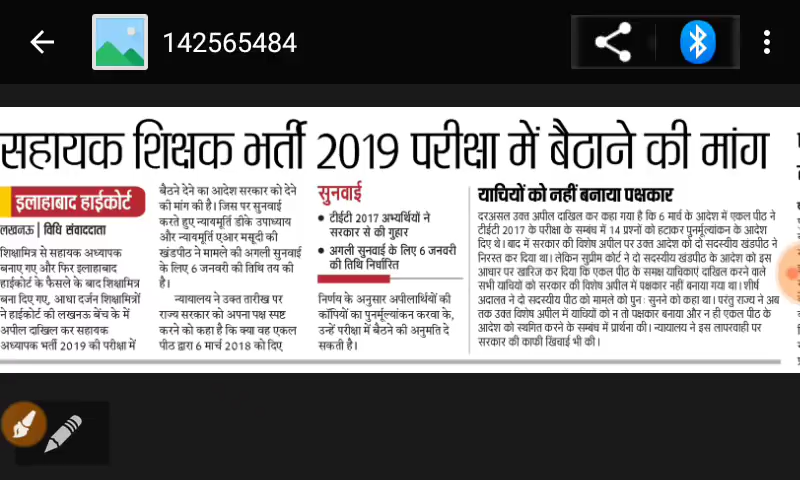 142565484
सहायक शिक्षक भर्ती 2019 परीक्षा में बैठाने की मांग
इलाहाबाद हाईकोर्ट
लखनऊ | विधि संवाददाता
शिक्षामित्र से सहायक अध्यापक
बनाए गए और फिर इलाहाबाद
हाईकोर्ट के फैसले के बाद शिक्षामित्र
बना दिए गए, आधा दर्जन शिक्षामित्रों
ने हाईकोर्ट की लखनऊ बेंच के में
अपील दाखिल कर सहायक
अध्यापक भर्ती 2019 की परीक्षा में
बैठने देने का आदेश सरकार को देने
की मांग की है। जिस पर सुनवाई
करते हुए न्यायमूर्ति डीके उपाध्याय
और न्यायमूर्ति एआर मसूदी की
खंडपीठ ने मामले की अगली सुनवाई
के लिए 6 जनवरी की तिथि तय की
है।
न्यायालय ने उक्त तारीख पर
राज्य सरकार को अपना पक्ष स्पष्ट
करने को कहा है कि क्या वह एकल
पीठ द्वारा 6 मार्च 2018 को दिए
सुनवाई
• टीईटी 2017 अभ्यर्थियों ने
सरकार से की गुहार
• अगली सुनवाई के लिए 6 जनवरी
की तिथि निर्धारित
निर्णय के अनुसार अपीलार्थियों की
कॉपियों का पुनर्मूल्यांकन करवा के,
उन्हें परीक्षा में बैठने की अनुमति दे
सकती है।
याचियों को नहीं बनाया पक्षकार
दरअसल उक्त अपील दाखिल कर कहा गया है कि 6 मार्च के आदेश में एकल पीठ ने
टीईटी 2017 के परीक्षा के सम्बंध में 14 प्रश्नों को हटाकर पुनर्मूल्यांकन के आदेश
दिए थे। बाद में सरकार की विशेष अपील पर उक्त आदेश को दो सदस्यीय खंडपीठ ने
निरस्त कर दिया था। लेकिन सुप्रीम कोर्ट ने दो सदस्यीय खंडपीठ के आदेश को इस
आधार पर खारिज कर दिया कि एकल पीठ के समक्ष याचिकाएं दाखिल करने वाले
सभी याचियों को सरकार की विशेष अपील में पक्षकार नहीं बनाया गया था। शीर्ष
अदालत ने दो सदस्यीय पीठ को मामले को पुन: सुनने को कहा था। परंतु राज्य ने अब
तक उक्त विशेष अपील में याचियों को न तो पक्षकार बनाया और न ही एकल पीठ के
आदेश को स्थगित करने के सम्बंध में प्रार्थना की। न्यायालय ने इस लापरवाही पर
सरकार की काफी खिंचाई भी की।